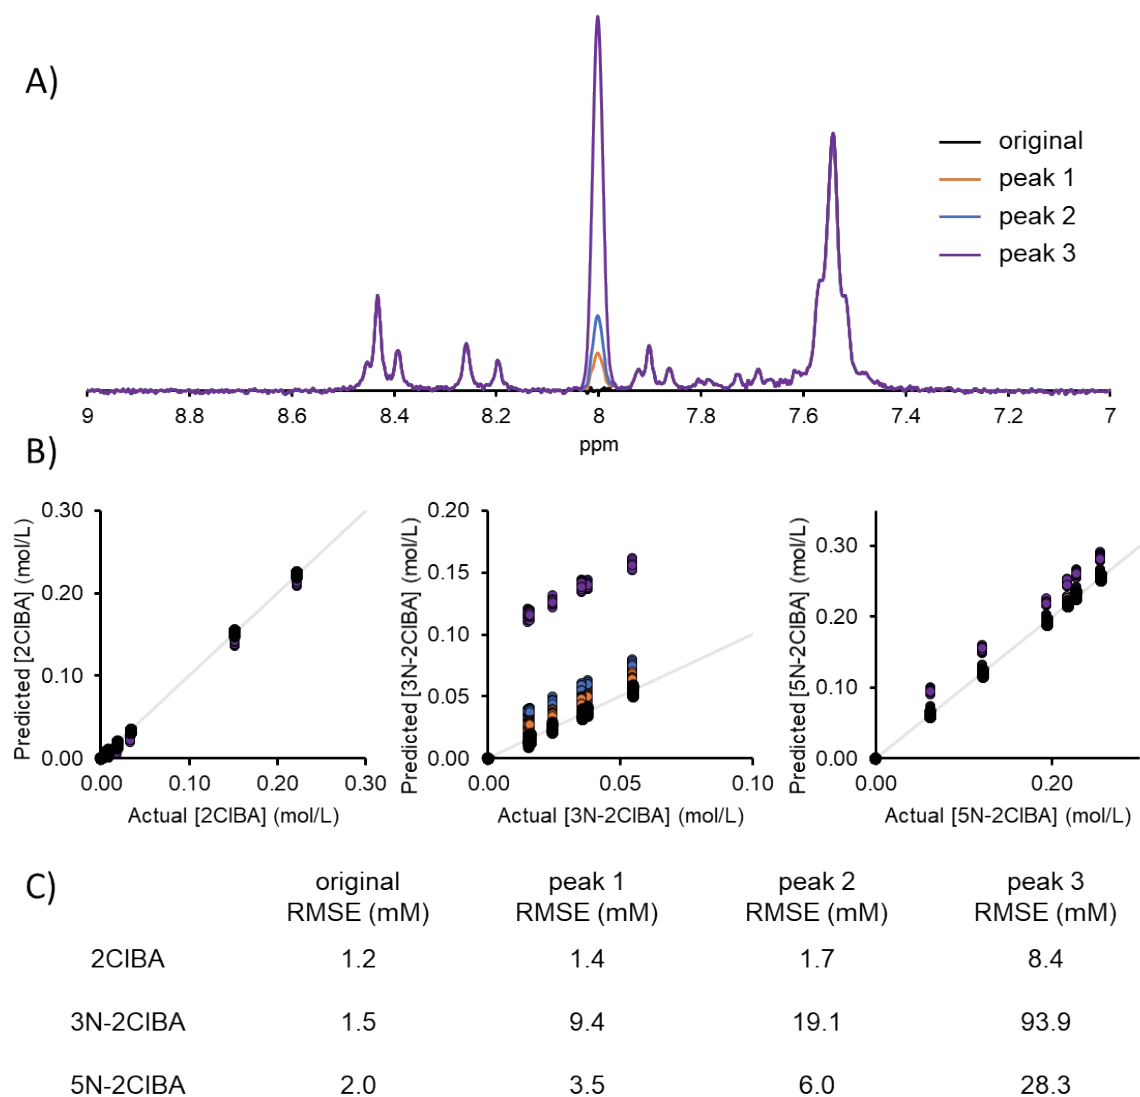 A)
original
peak 1
peak 2
peak 3
9 8.8 8.6 8.4 8.2 8 7.8 7.6 7.4 7.2 7
ppm
B)
Predicted [2ClBA] (mol/L)
0.30
0.20
0.10
0.00
0.00 0.10 0.20 0.30
Actual [2ClBA] (mol/L)
Predicted [3N-2ClBA] (mol/L)
0.20
0.15
0.10
0.05
0.00
0.00 0.05 0.10
Actual [3N-2ClBA] (mol/L)
Predicted [5N-2ClBA] (mol/L)
0.30
0.20
0.10
0.00
0.00 0.20
Actual [5N-2ClBA] (mol/L)
C)
original peak 1 peak 2 peak 3
RMSE (mM) RMSE (mM) RMSE (mM) RMSE (mM)
2ClBA 1.2 1.4 1.7 8.4
3N-2ClBA 1.5 9.4 19.1 93.9
5N-2ClBA 2.0 3.5 6.0 28.3